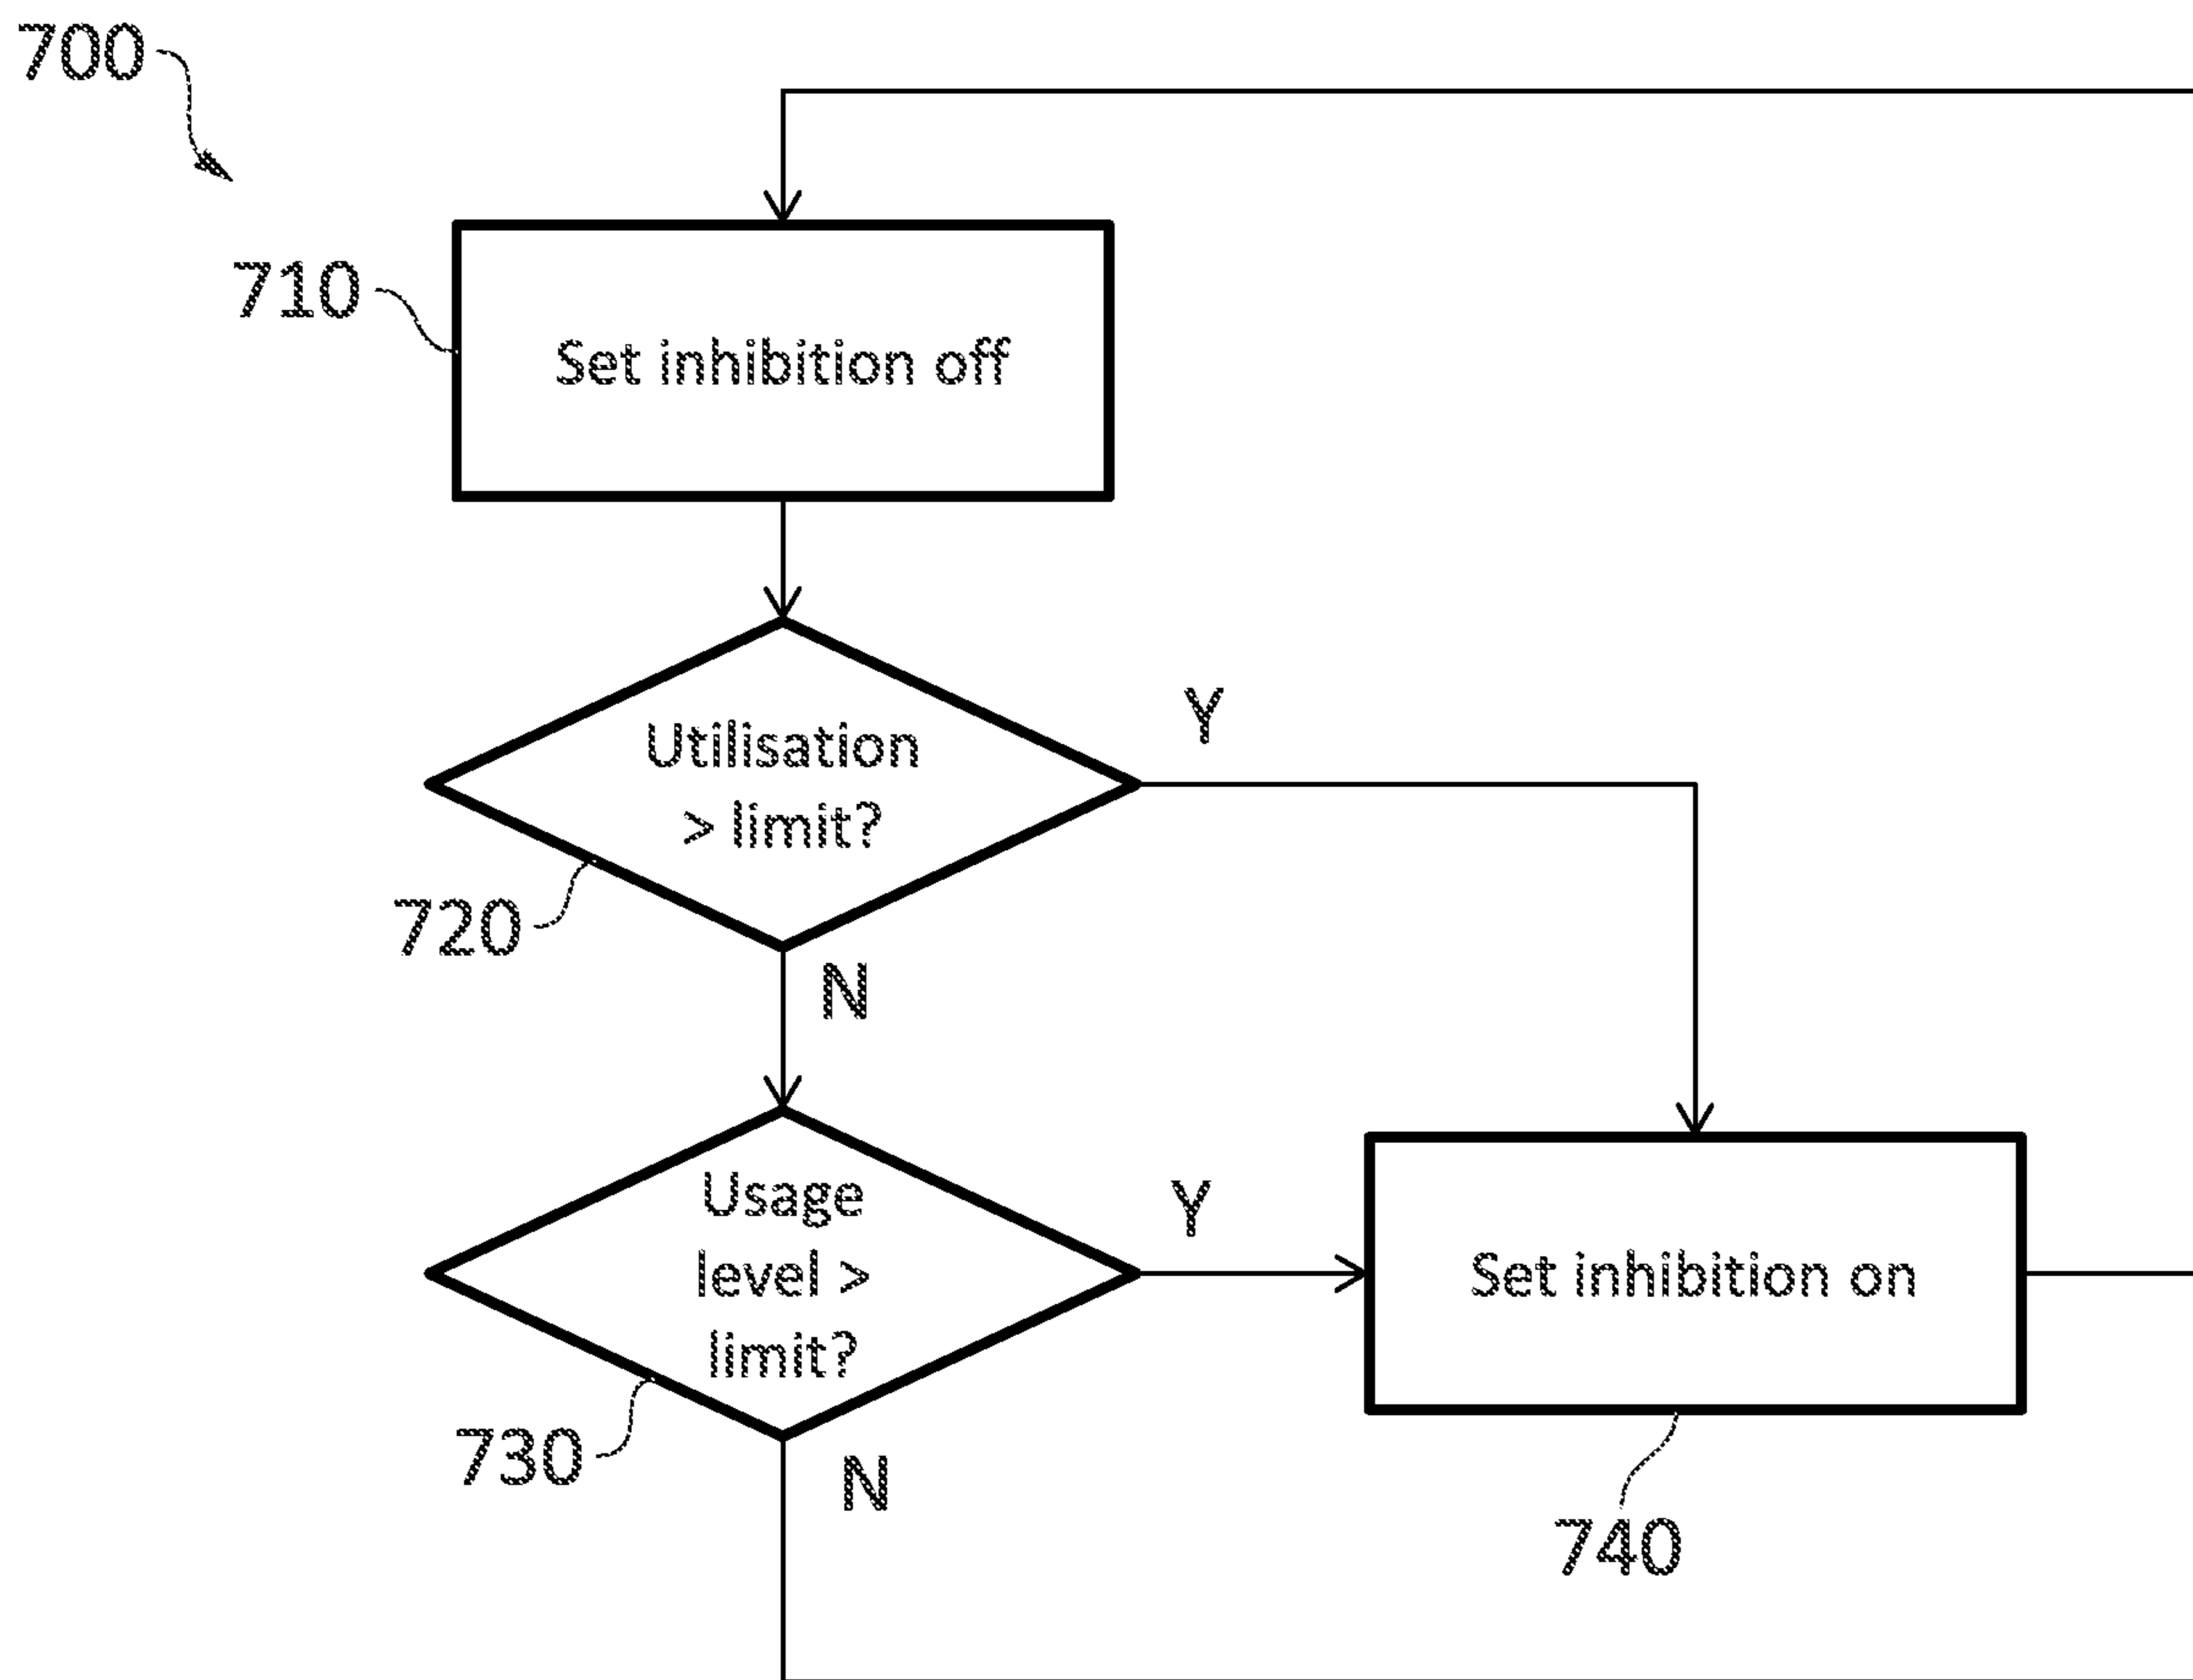 700
710
Set inhibition off
Utilisation
> limit?
Y
720
N
Usage
level >
limit?
Y
Set inhibition on
730
N
740